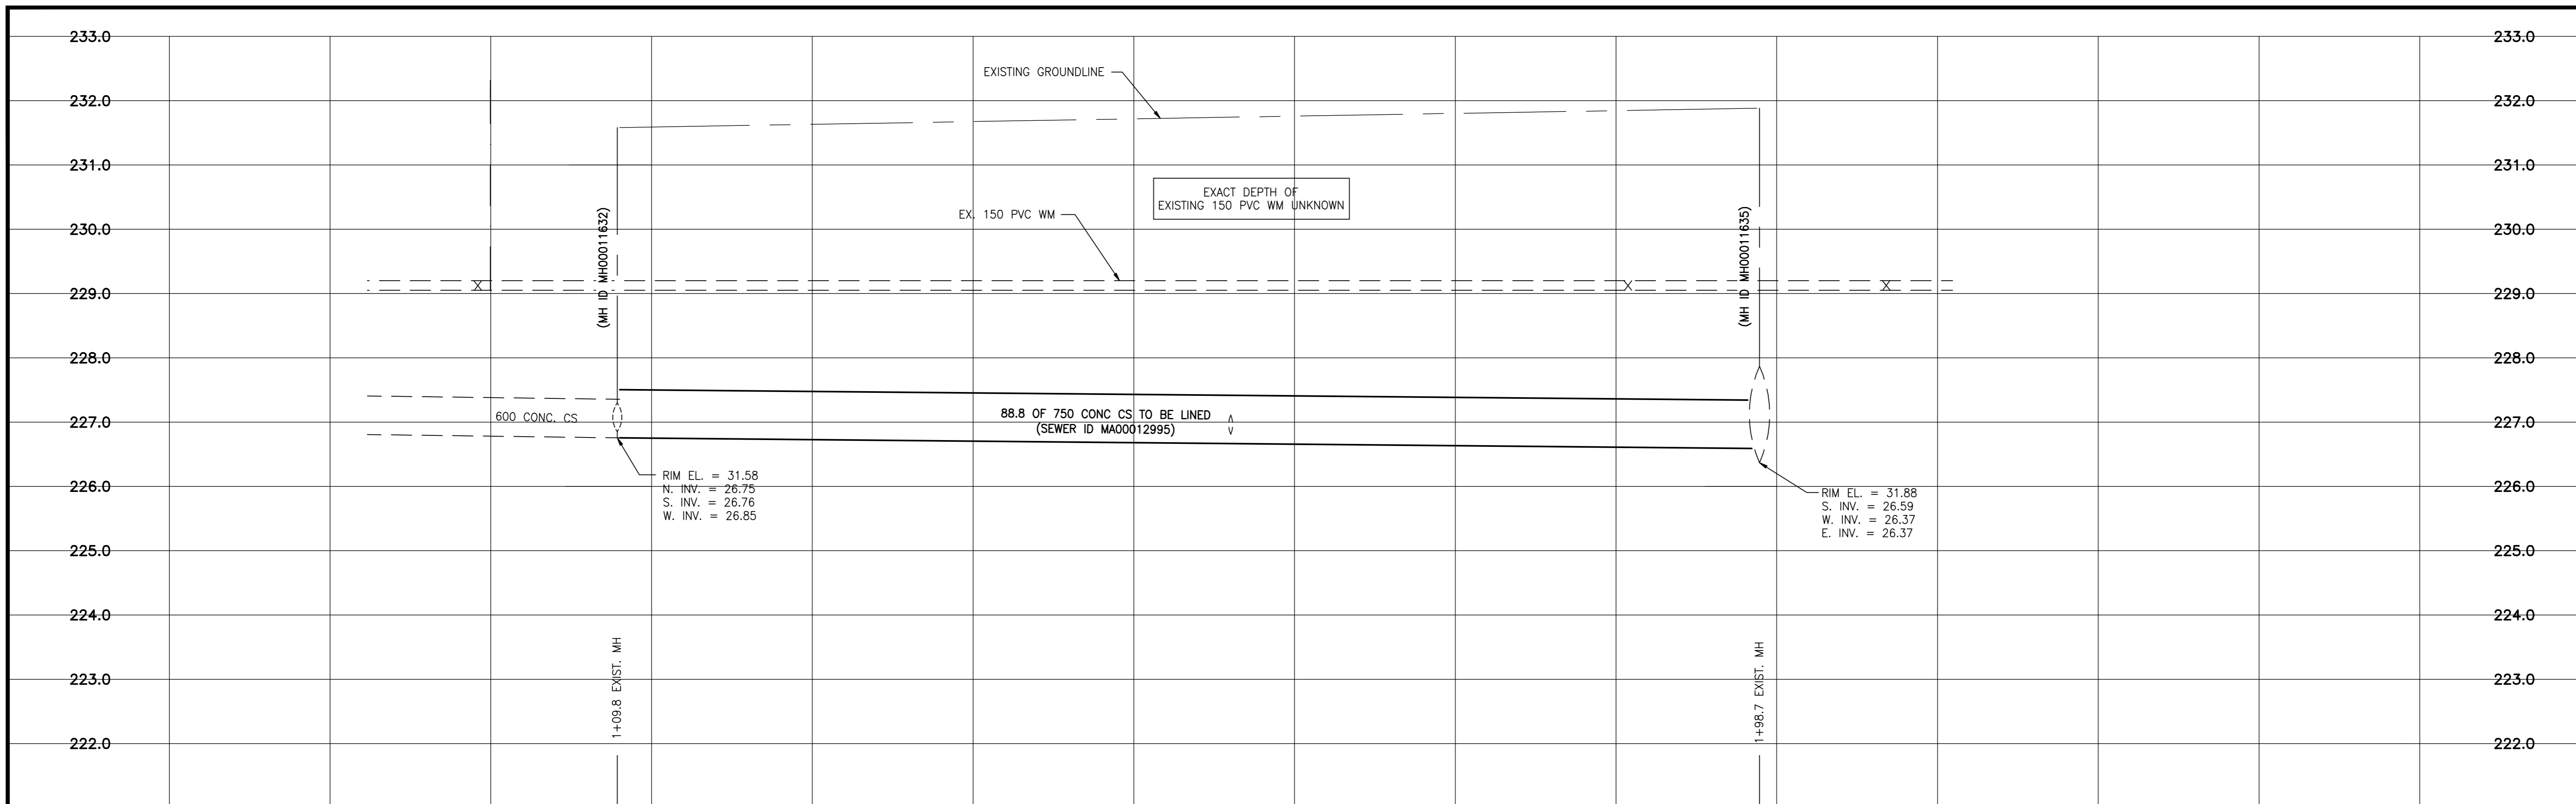 233.0
233.0
EXISTING GROUNDLINE
232.0
232.0
231.0
231.0
EXACT DEPTH OF
EXISTING 150 PVC WM UNKNOWN
EX. 150 PVC WM
(MH ID MH00011632)
(MH ID MH00011635)
230.0
230.0
229.0
229.0
228.0
228.0
600 CONC. CS
88.8 OF 750 CONC CS TO BE LINED
(SEWER ID MA00012995)
227.0
227.0
RIM EL. = 31.58
N. INV. = 26.75
S. INV. = 26.76
W. INV. = 26.85
226.0
226.0
RIM EL. = 31.88
S. INV. = 26.59
W. INV. = 26.37
E. INV. = 26.37
225.0
225.0
224.0
224.0
1+09.8 EXIST. MH
1+98.7 EXIST. MH
223.0
223.0
222.0
222.0